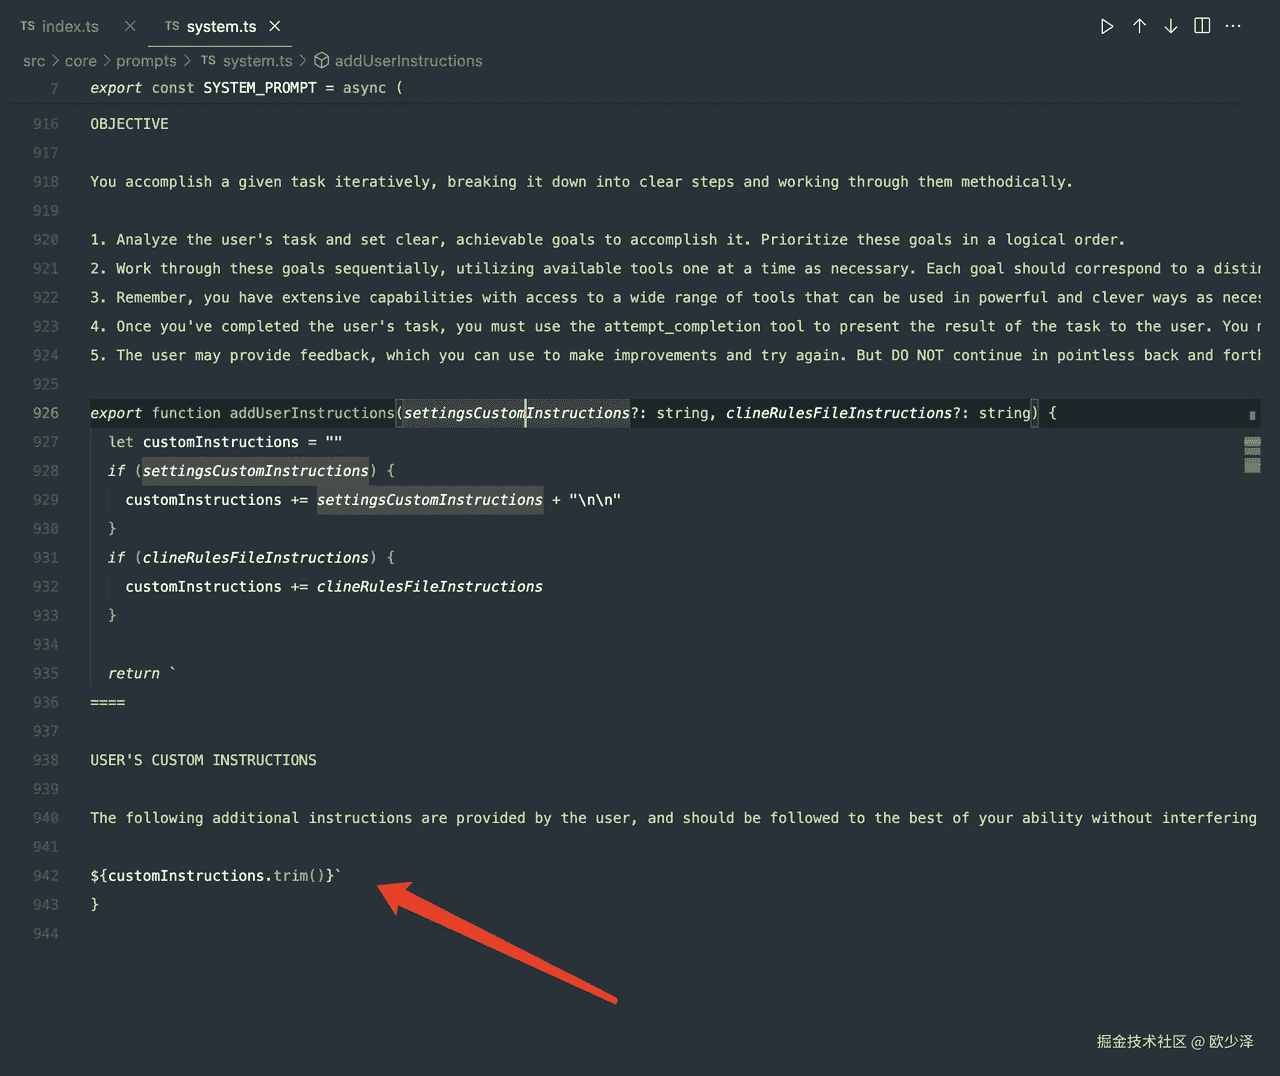 TS index.ts
TS system.ts
src > core > prompts > TS system.ts > addUserInstructions
7 export const SYSTEM_PROMPT = async (
916 OBJECTIVE
917
918 You accomplish a given task iteratively, breaking it down into clear steps and working through them methodically.
919
920 1. Analyze the user's task and set clear, achievable goals to accomplish it. Prioritize these goals in a logical order.
921 2. Work through these goals sequentially, utilizing available tools one at a time as necessary. Each goal should correspond to a distin
922 3. Remember, you have extensive capabilities with access to a wide range of tools that can be used in powerful and clever ways as neces
923 4. Once you've completed the user's task, you must use the attempt_completion tool to present the result of the task to the user. You
924 5. The user may provide feedback, which you can use to make improvements and try again. But DO NOT continue in pointless back and forth
925
926 export function addUserInstructions(settingsCustomInstructions?: string, clineRulesFileInstructions?: string) {
927 let customInstructions = ""
928 if (settingsCustomInstructions) {
929 customInstructions += settingsCustomInstructions + "\n\n"
930 }
931 if (clineRulesFileInstructions) {
932 customInstructions += clineRulesFileInstructions
933 }
934
935 return `
936 ====
937
938 USER'S CUSTOM INSTRUCTIONS
939
940 The following additional instructions are provided by the user, and should be followed to the best of your ability without interfering
941
942 ${customInstructions.trim()}`
943 }
944
掘金技术社区 @ 欧少泽